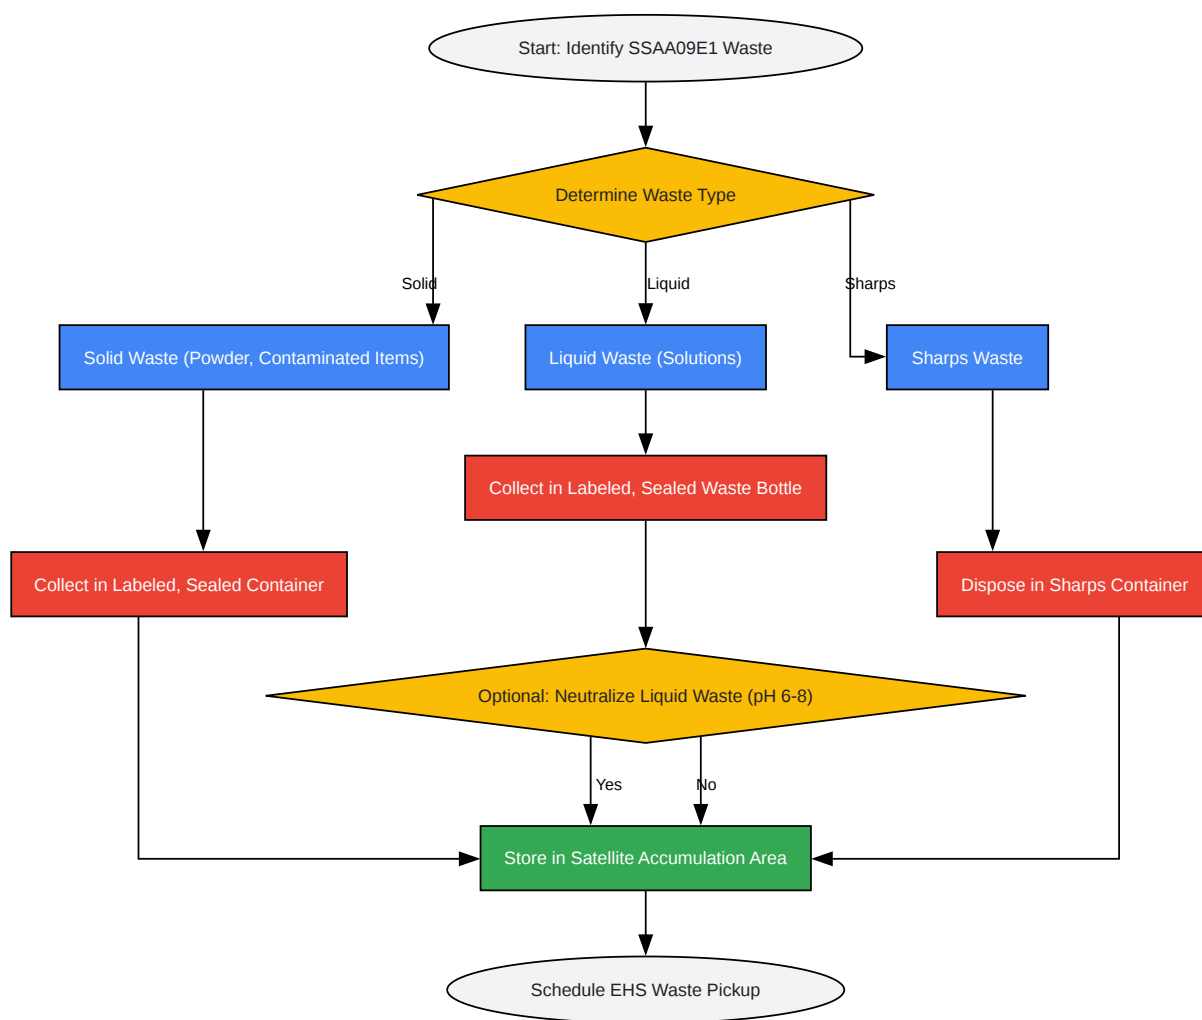 Start: Identify SSAA09E1 Waste
Determine Waste Type
Solid
Liquid
Sharps
Solid Waste (Powder, Contaminated Items)
Liquid Waste (Solutions)
Sharps Waste
Collect in Labeled, Sealed Waste Bottle
Collect in Labeled, Sealed Container
Dispose in Sharps Container
Optional: Neutralize Liquid Waste (pH 6-8)
Yes
No
Store in Satellite Accumulation Area
Schedule EHS Waste Pickup